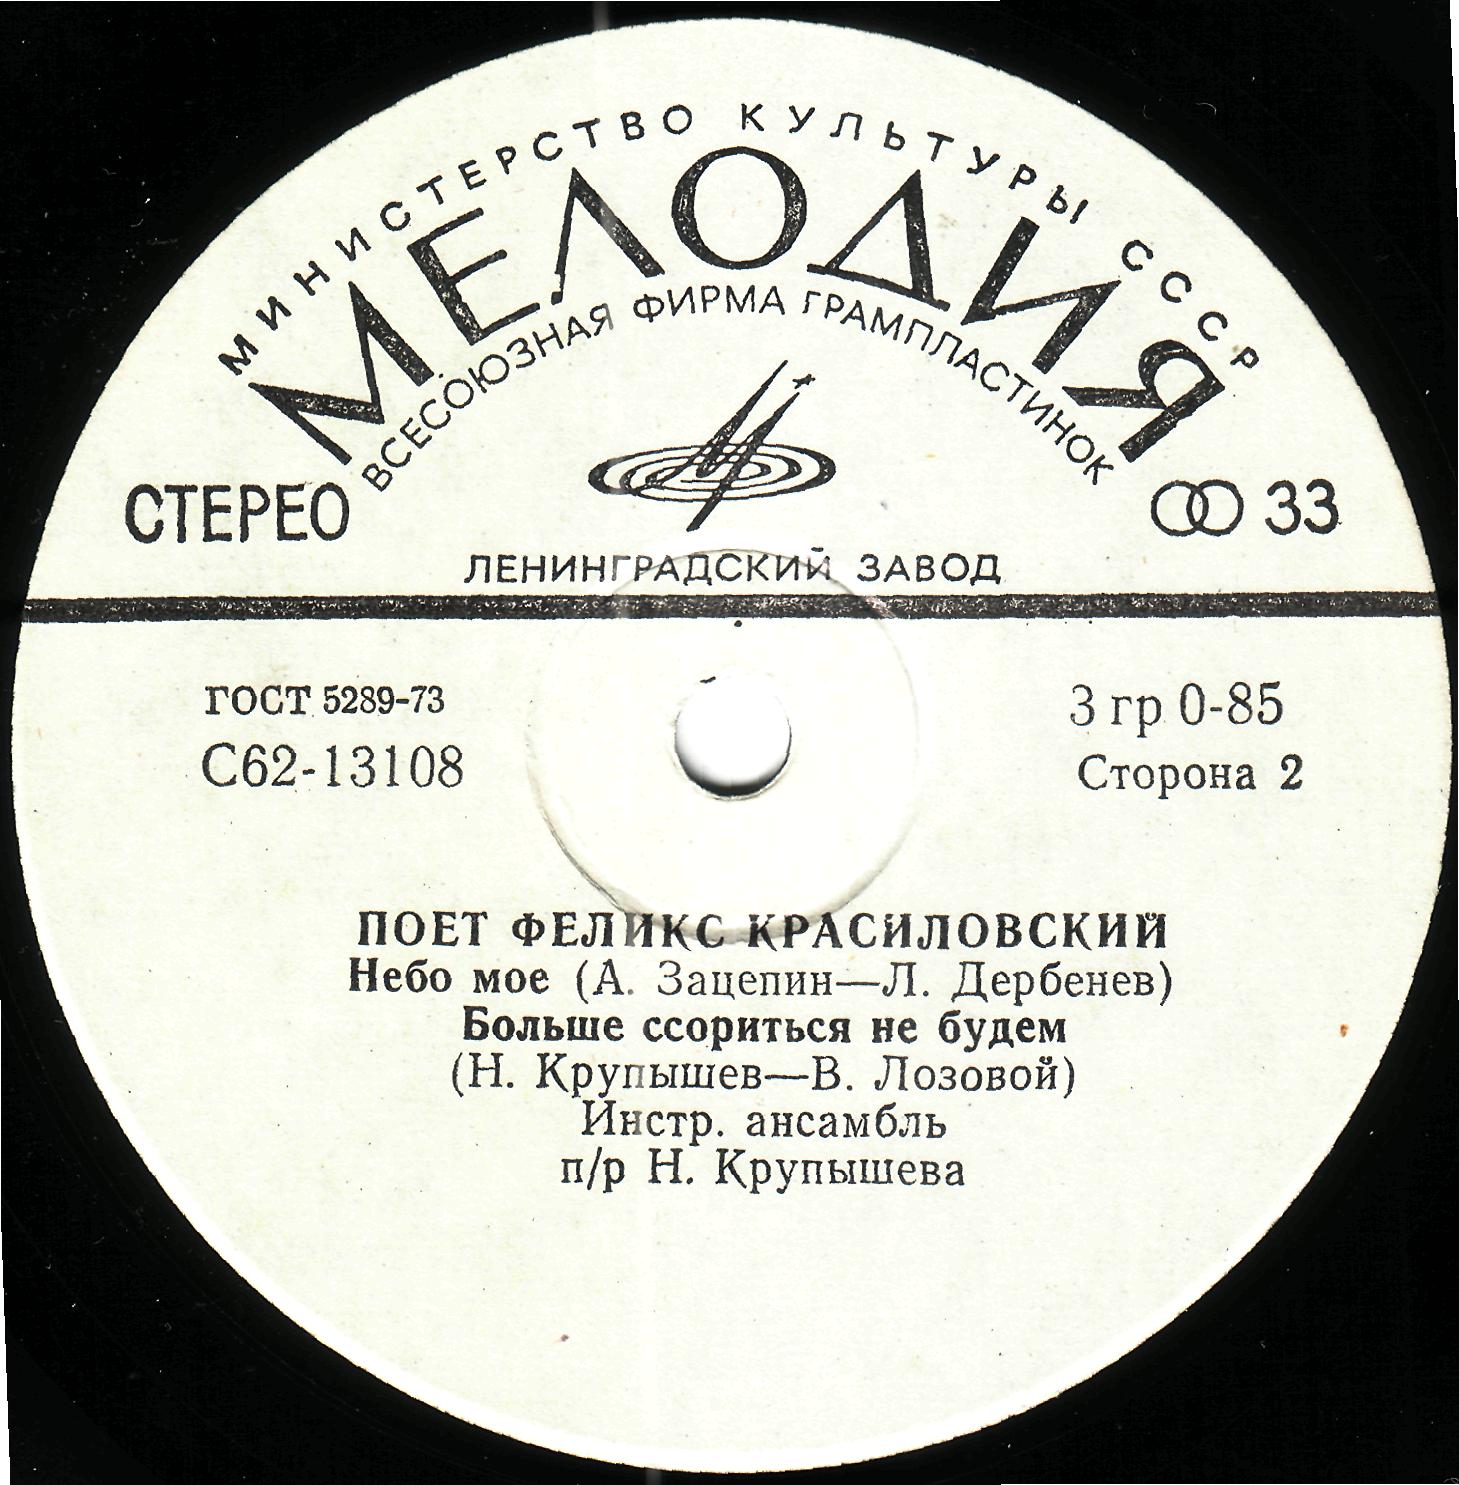 МИНИСТЕРСТВО КУЛЬТУРЫ СССР
МЕЛОДИЯ
ВСЕСОЮЗНАЯ ФИРМА ГРАМПЛАСТИНОК
СТЕРЕО 33
ЛЕНИНГРАДСКИЙ ЗАВОД
ГОСТ 5289-73
3 гр 0-85
С62-13108
Сторона 2
ПОЕТ ФЕЛИКС КРАСИЛОВСКИЙ
Небо мое (А. Зацепин—Л. Дербенев)
Больше ссориться не будем
(Н. Крупышев—В. Лозовой)
Инстр. ансамбль
п/р Н. Крупышева